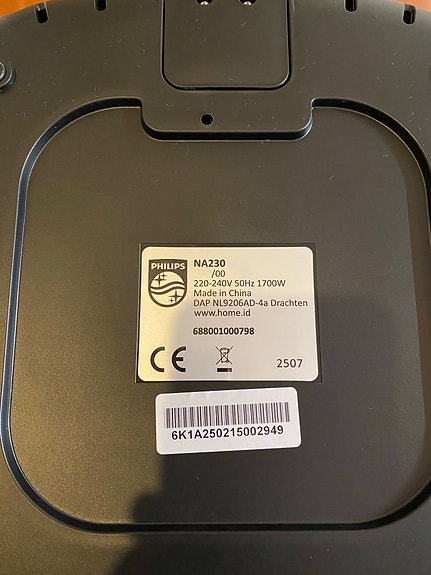 PHILIPS
NA230
/00
220-240V 50Hz 1700W
Made in China
DAP NL9206AD-4a Drachten
www.home.id
688001000798
CE
2507
6K1A250215002949